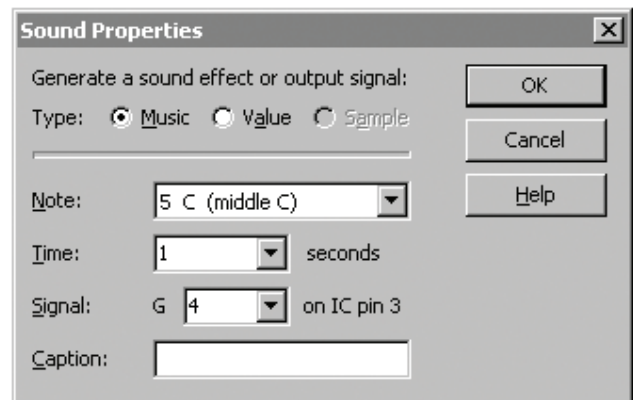 Sound Properties
Generate a sound effect or output signal:
Type: Music Value Sample
OK
Cancel
Help
Note: 5 C (middle C)
Time: 1 seconds
Signal: G 4 on IC pin 3
Caption: